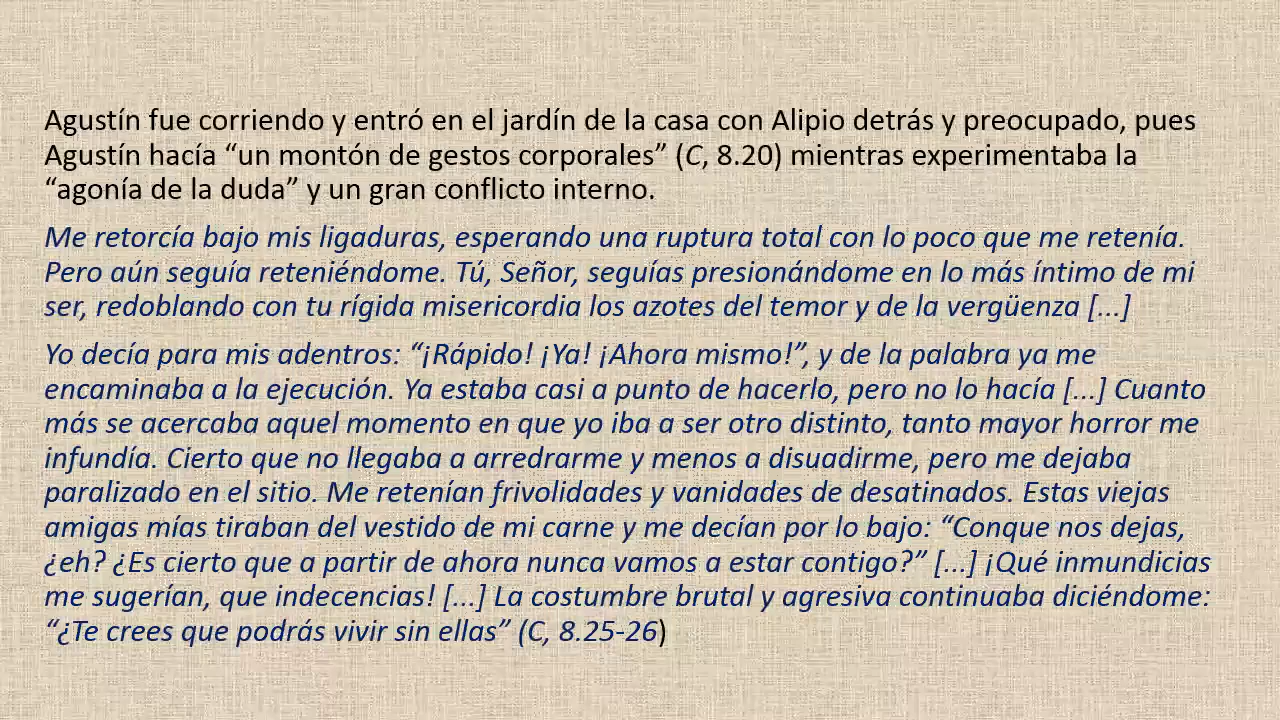 Agustín fue corriendo y entró en el jardín de la casa con Alipio detrás y preocupado, pues
Agustín hacía “un montón de gestos corporales” (C, 8.20) mientras experimentaba la
“agonía de la duda” y un gran conflicto interno.
Me retorcía bajo mis ligaduras, esperando una ruptura total con lo poco que me retenía.
Pero aún seguía reteniéndome. Tú, Señor, seguías presionándome en lo más íntimo de mi
ser, redoblando con tu rígida misericordia los azotes del temor y de la vergüenza [...]
Yo decía para mis adentros: “¡Rápido! ¡Ya! ¡Ahora mismo!”, y de la palabra ya me
encaminaba a la ejecución. Ya estaba casi a punto de hacerlo, pero no lo hacía [...] Cuanto
más se acercaba aquel momento en que yo iba a ser otro distinto, tanto mayor horror me
infundía. Cierto que no llegaba a arredrarme y menos a disuadirme, pero me dejaba
paralizado en el sitio. Me retenían frivolidades y vanidades de desatinados. Estas viejas
amigas mías tiraban del vestido de mi carne y me decían por lo bajo: “Conque nos dejas,
¿eh? ¿Es cierto que a partir de ahora nunca vamos a estar contigo?” [...] ¡Qué inmundicias
me sugerían, que indecencias! [...] La costumbre brutal y agresiva continuaba diciéndome:
“¿Te crees que podrás vivir sin ellas” (C, 8.25-26)